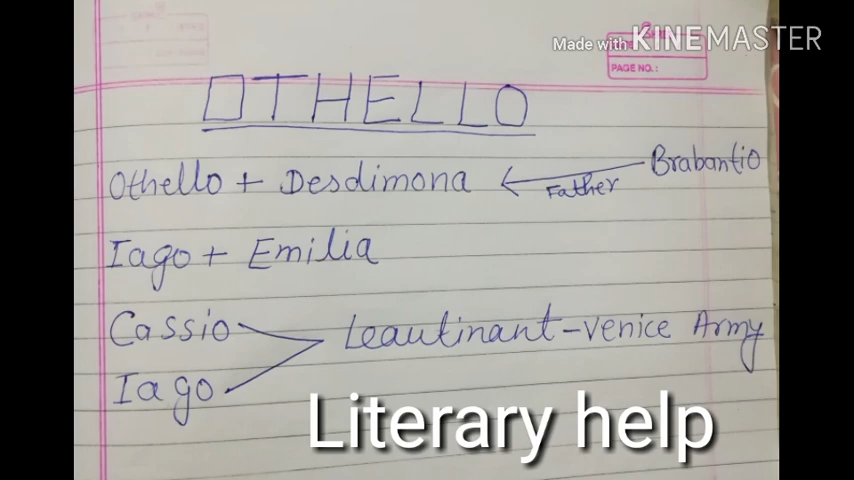 Made with KINEMASTER
PAGE NO.:
OTHELLO
Othello + Desdimona Father Brabantio
Iago + Emilia
Cassio
Leautinant-Venice Army
Iago
Literary help